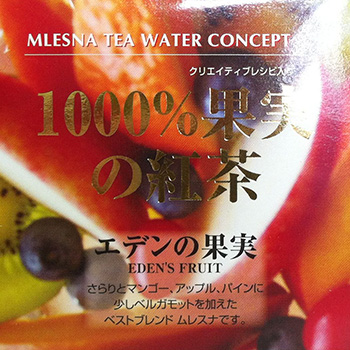 MLESNA TEA WATER CONCEPT
クリエイティブレシピ入り
1000%果実
の紅茶
エデンの果実
EDEN'S FRUIT
さらりとマンゴー、アップル、パインに
少しベルガモットを加えた
ベストブレンド ムレスナです。